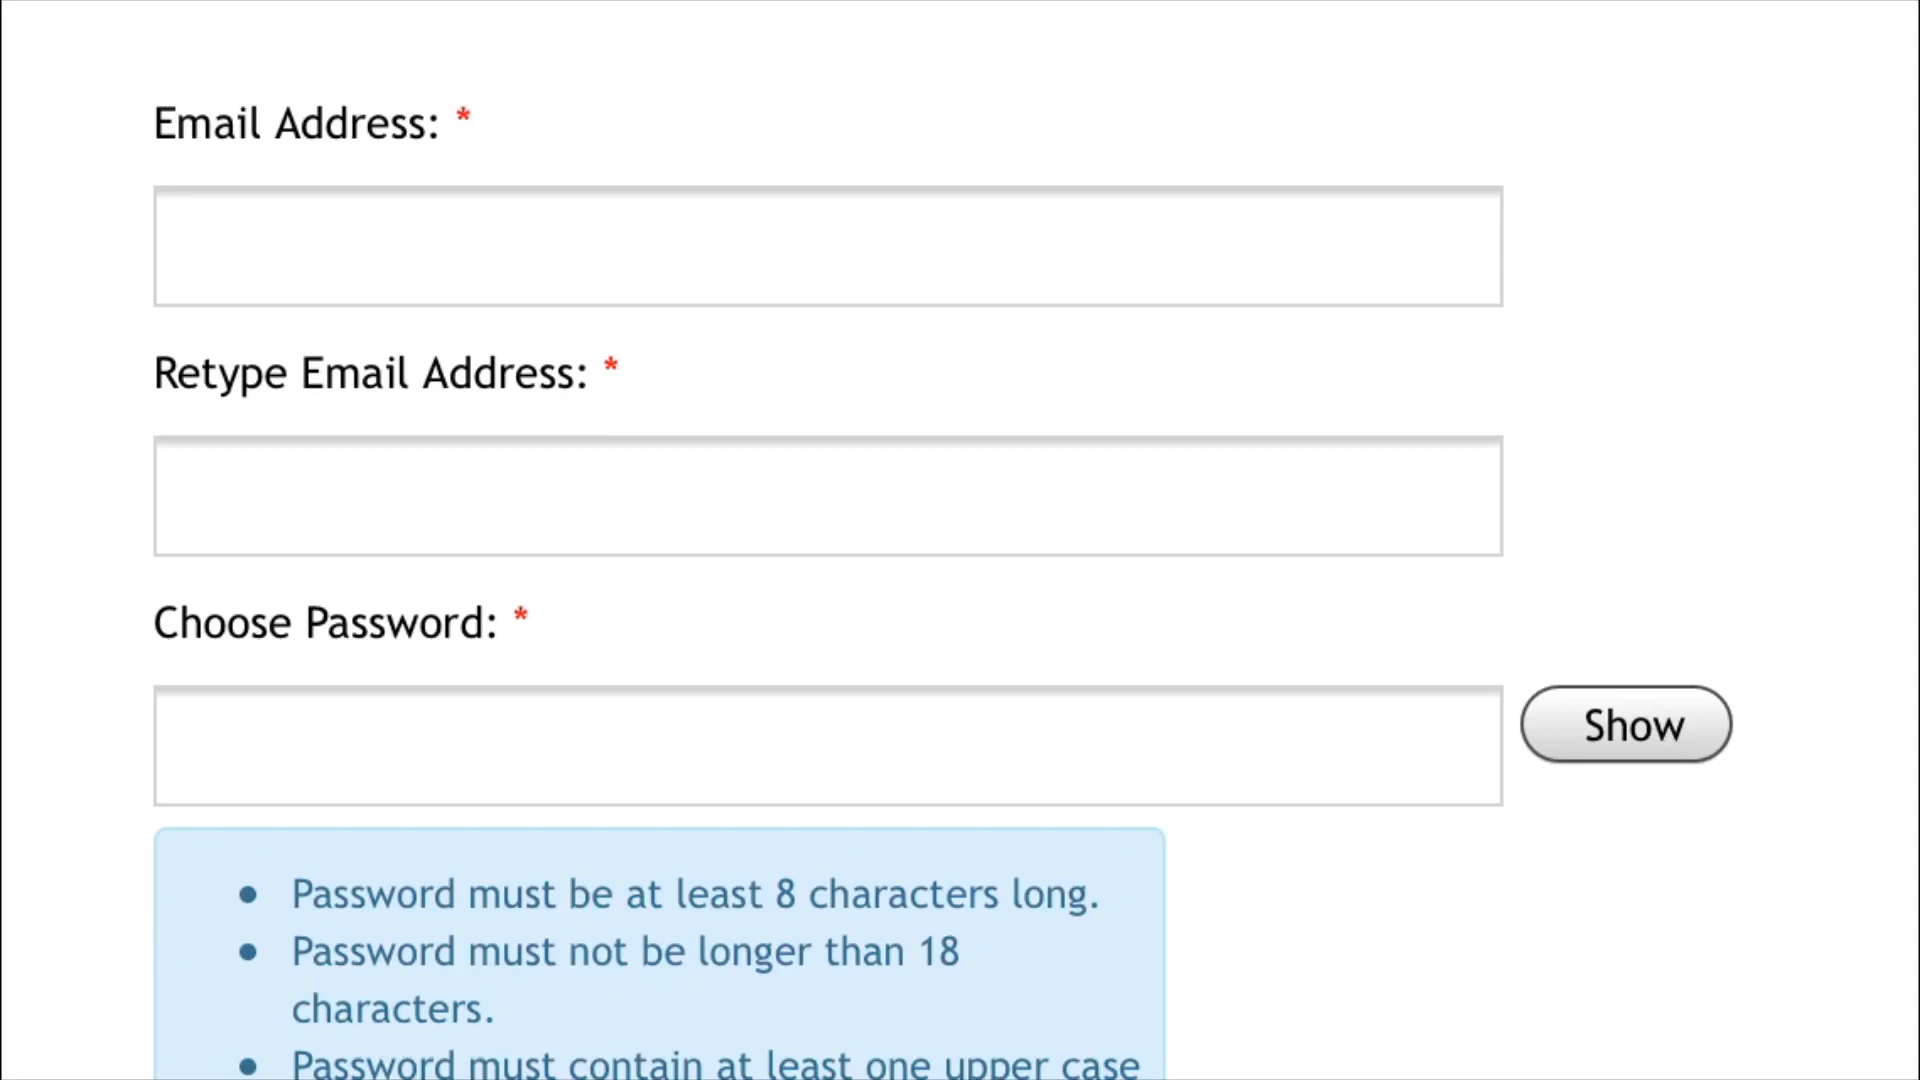 Email Address: *
Retype Email Address: *
Choose Password: *
Show
• Password must be at least 8 characters long.
• Password must not be longer than 18
characters.
• Password must contain at least one upper case